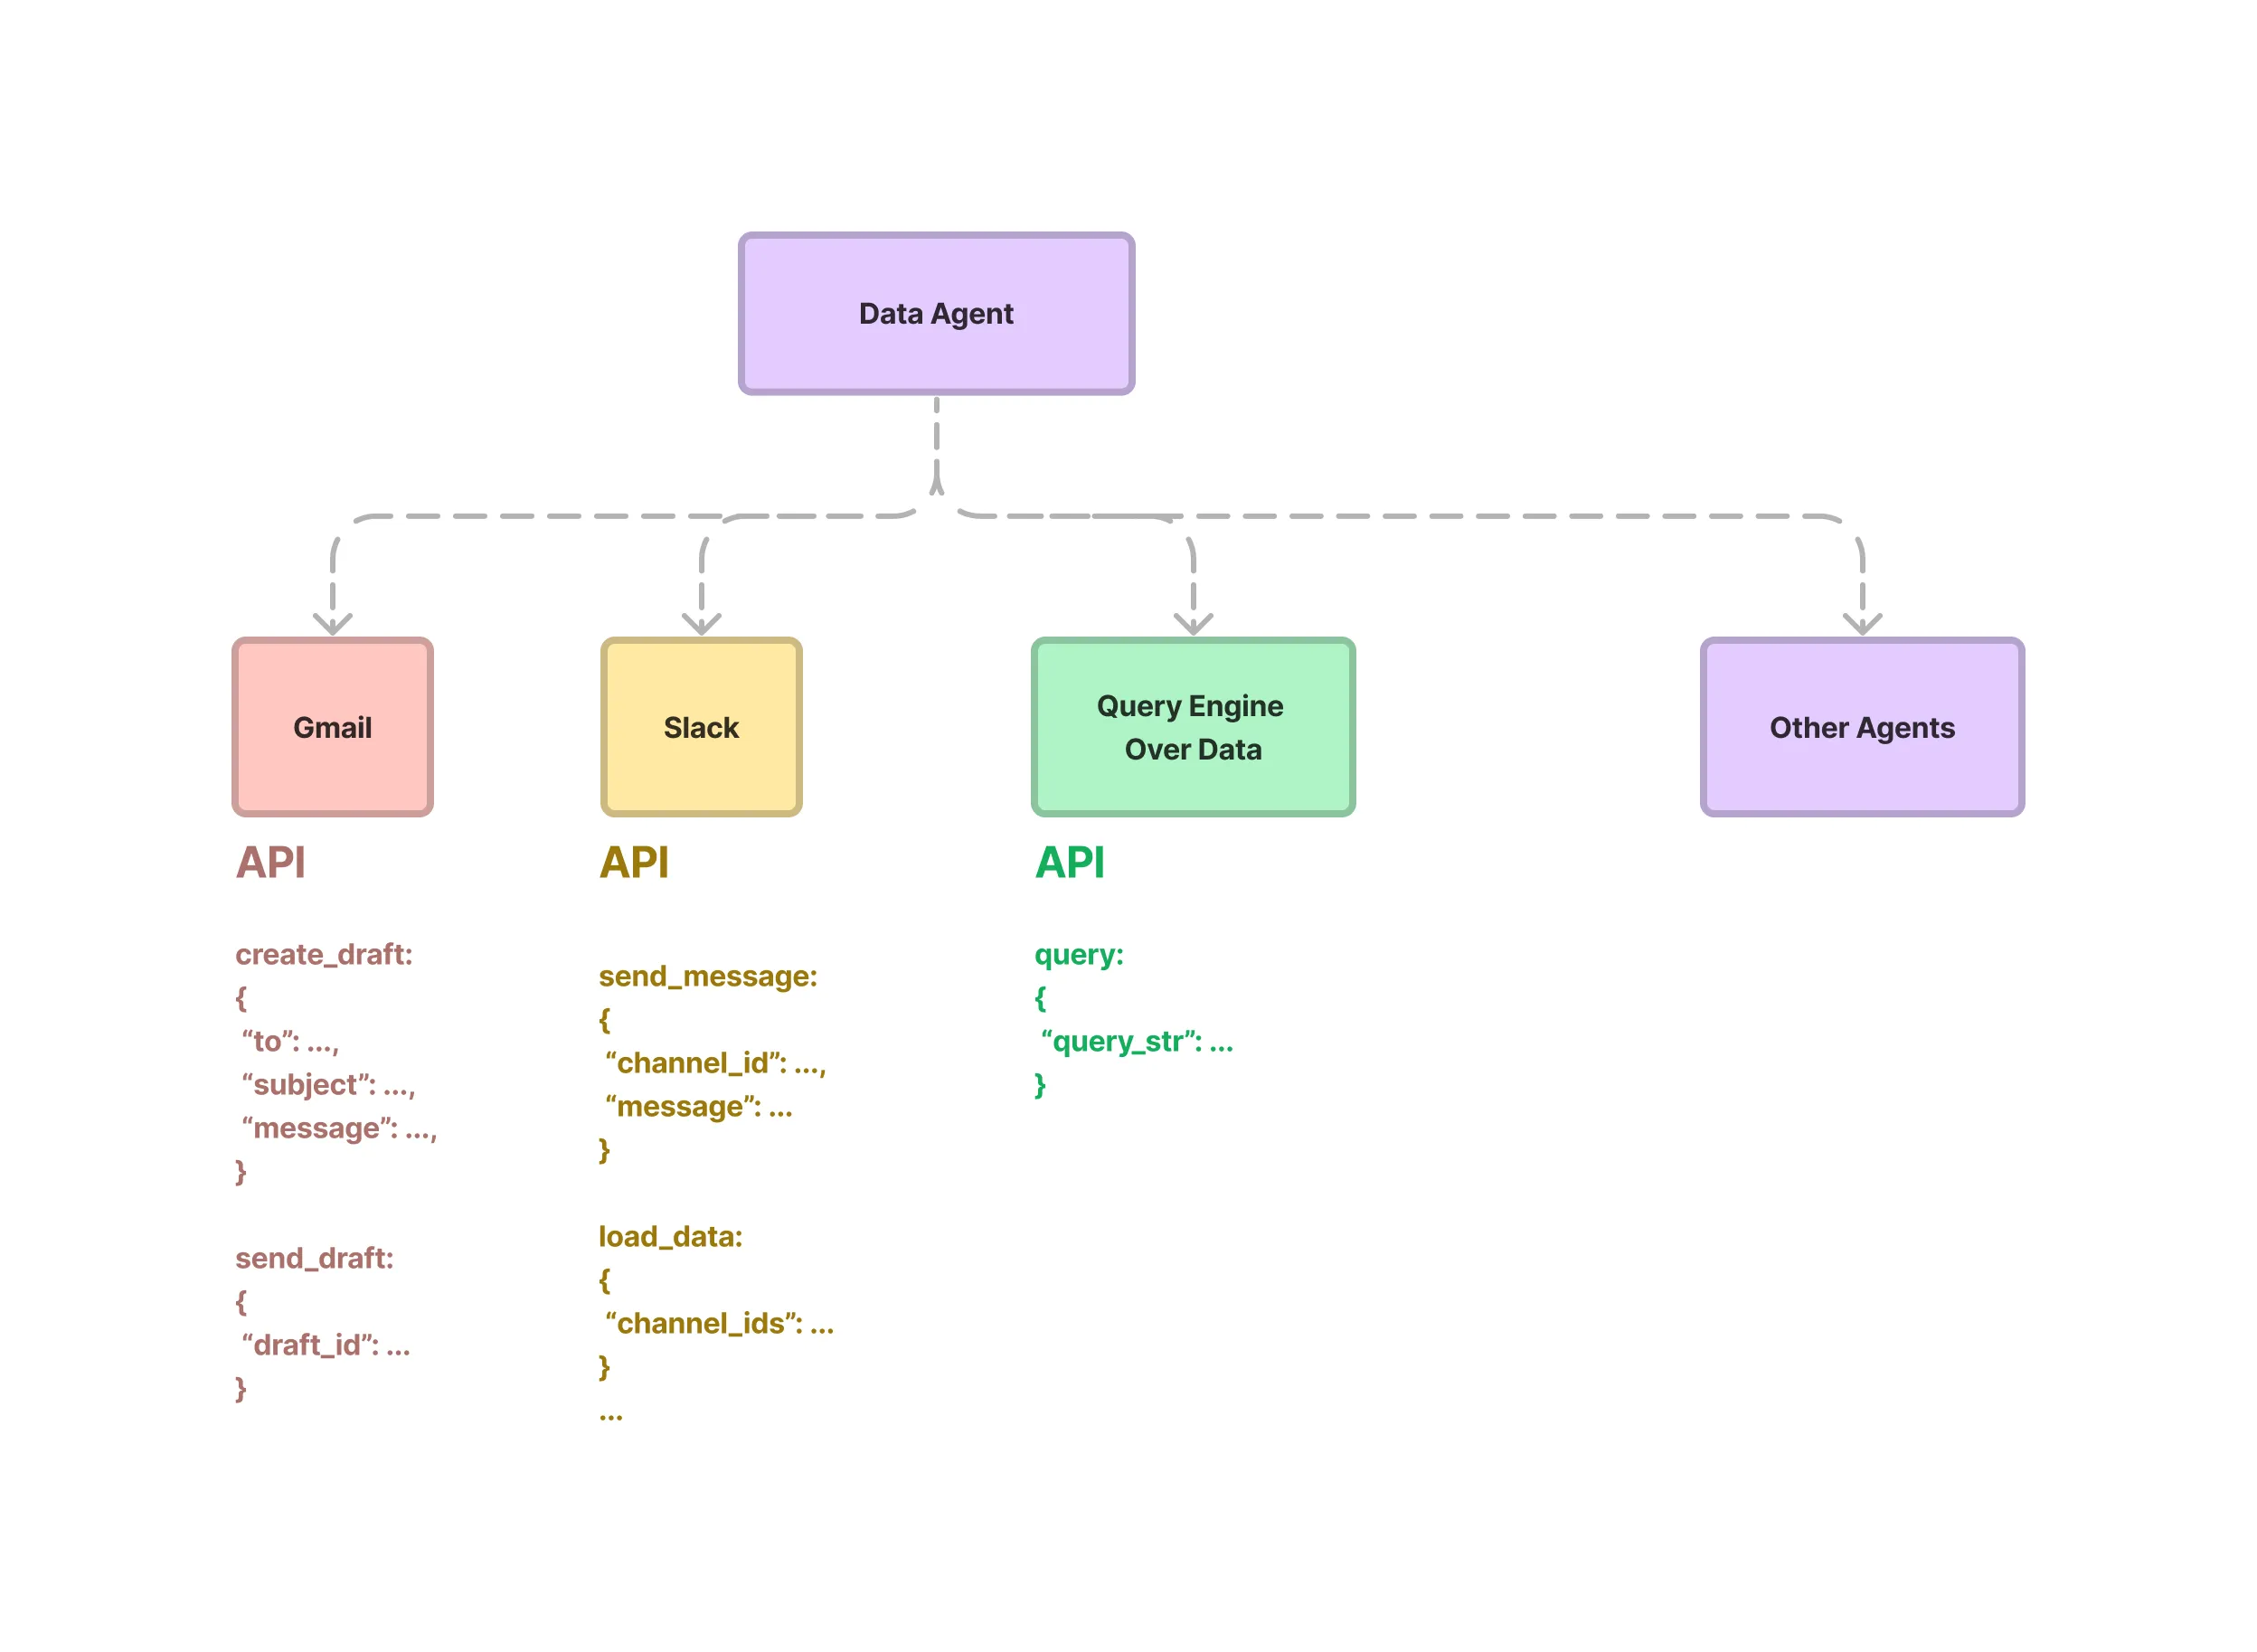 Data Agent
Gmail
Slack
Query Engine
Over Data
Other Agents
API
create_draft:
{
“to”: ...,
“subject”: ...,
“message”: ...,
}
send_draft:
{
“draft_id”: ...
}
API
send_message:
{
“channel_id”: ...,
“message”: ...
}
load_data:
{
“channel_ids”: ...
}
...
API
query:
{
“query_str”: ...
}